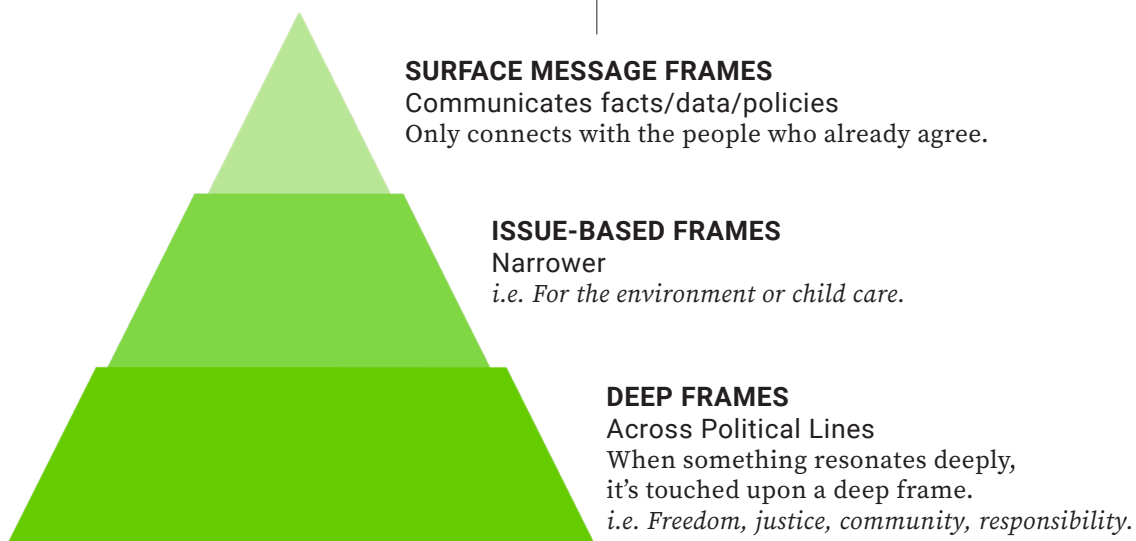 SURFACE MESSAGE FRAMES
Communicates facts/data/policies
Only connects with the people who already agree.
ISSUE-BASED FRAMES
Narrower
i.e. For the environment or child care.
DEEP FRAMES
Across Political Lines
When something resonates deeply,
it’s touched upon a deep frame.
i.e. Freedom, justice, community, responsibility.